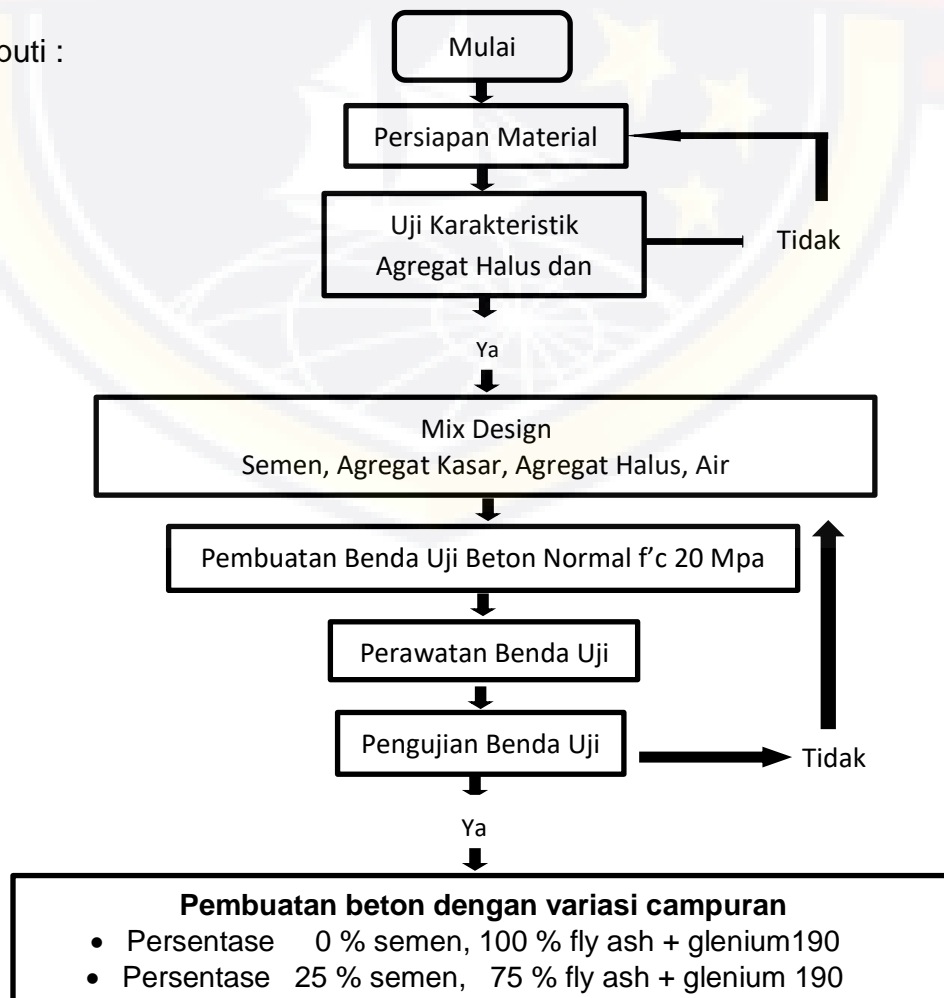 outi :
Mulai
Persiapan Material
Uji Karakteristik
Agregat Halus dan
Tidak
Ya
Mix Design
Semen, Agregat Kasar, Agregat Halus, Air
Pembuatan Benda Uji Beton Normal f’c 20 Mpa
Perawatan Benda Uji
Pengujian Benda Uji
Tidak
Ya
Pembuatan beton dengan variasi campuran
• Persentase 0 % semen, 100 % fly ash + glenium190
• Persentase 25 % semen, 75 % fly ash + glenium 190